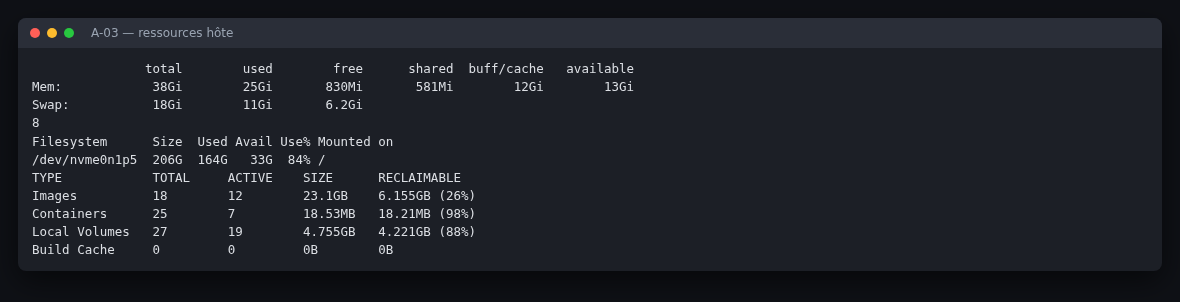 A-03 — ressources hôte
               total        used        free      shared  buff/cache   available
Mem:            38Gi        25Gi       830Mi       581Mi        12Gi        13Gi
Swap:           18Gi        11Gi       6.2Gi
8
Filesystem      Size  Used Avail Use% Mounted on
/dev/nvme0n1p5  206G  164G   33G  84% /
TYPE            TOTAL     ACTIVE    SIZE      RECLAIMABLE
Images          18        12        23.1GB    6.155GB (26%)
Containers      25        7         18.53MB   18.21MB (98%)
Local Volumes   27        19        4.755GB   4.221GB (88%)
Build Cache     0         0         0B        0B